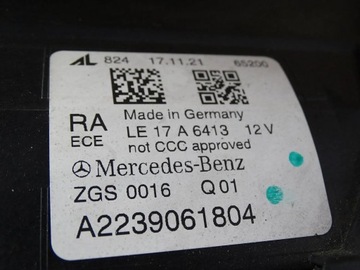 AL 824 17.11.21 65200
Made in Germany
RA LE 17 A 6413 12 V
ECE not CCC approved
Mercedes-Benz
ZGS 0016 Q 01
A2239061804